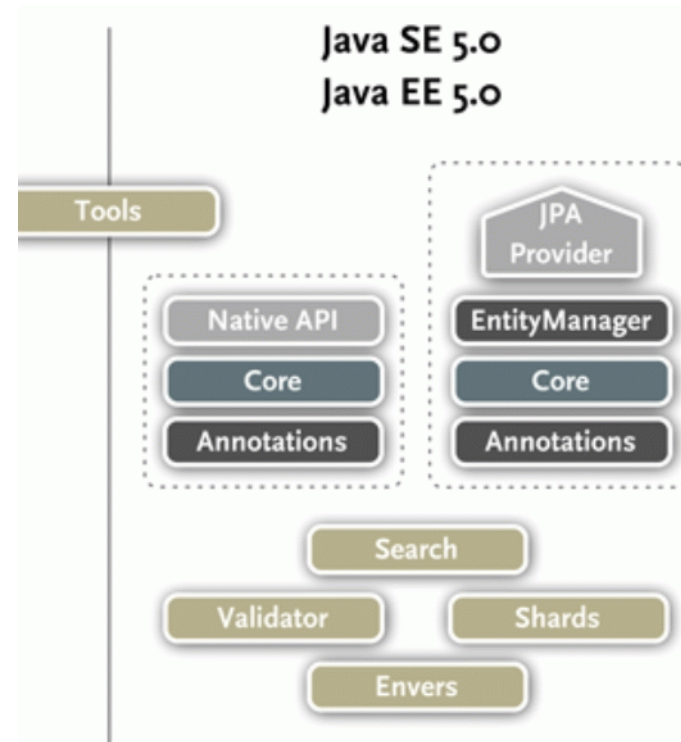 Java SE 5.0
Java EE 5.0
Tools
JPA
Provider
Native API
EntityManager
Core
Core
Annotations
Annotations
Search
Validator
Shards
Envers